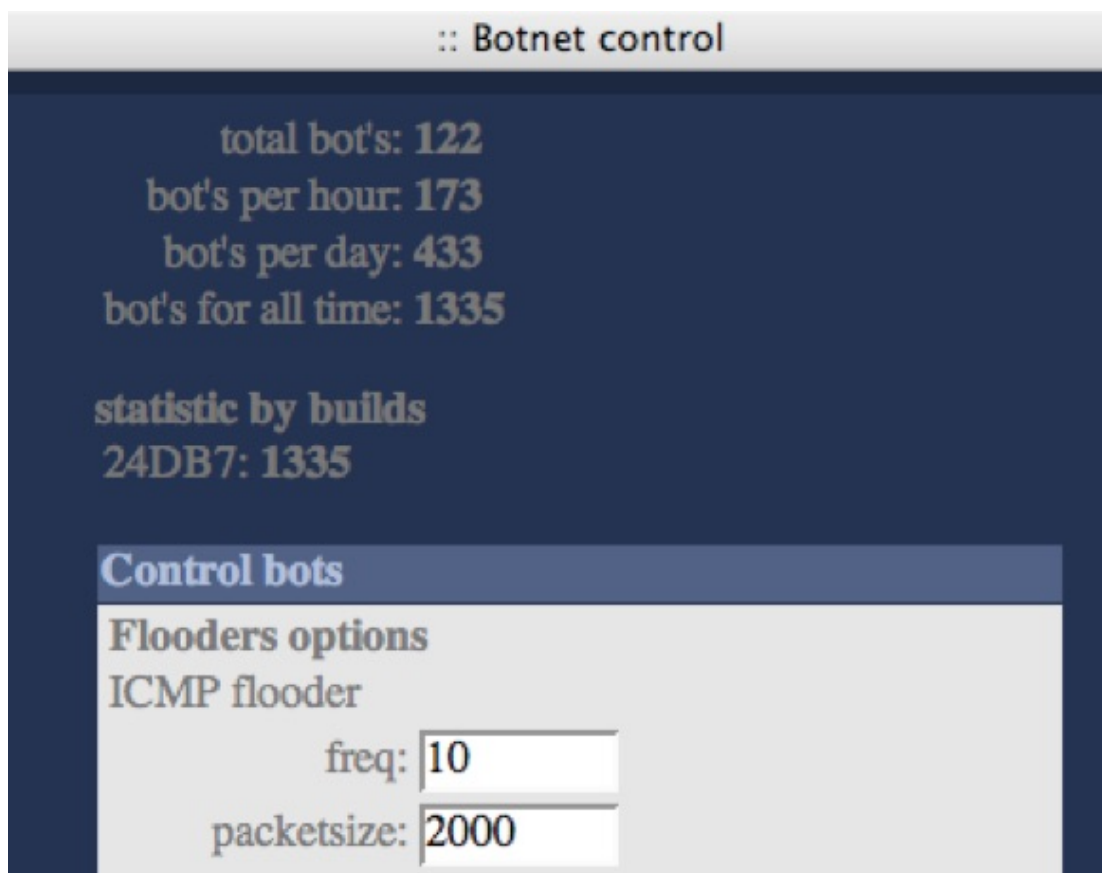 :: Botnet control
total bot's: 122
bot's per hour: 173
bot's per day: 433
bot's for all time: 1335
statistic by builds
24DB7: 1335
Control bots
Flooders options
ICMP flooder
freq: 10
packetsize: 2000